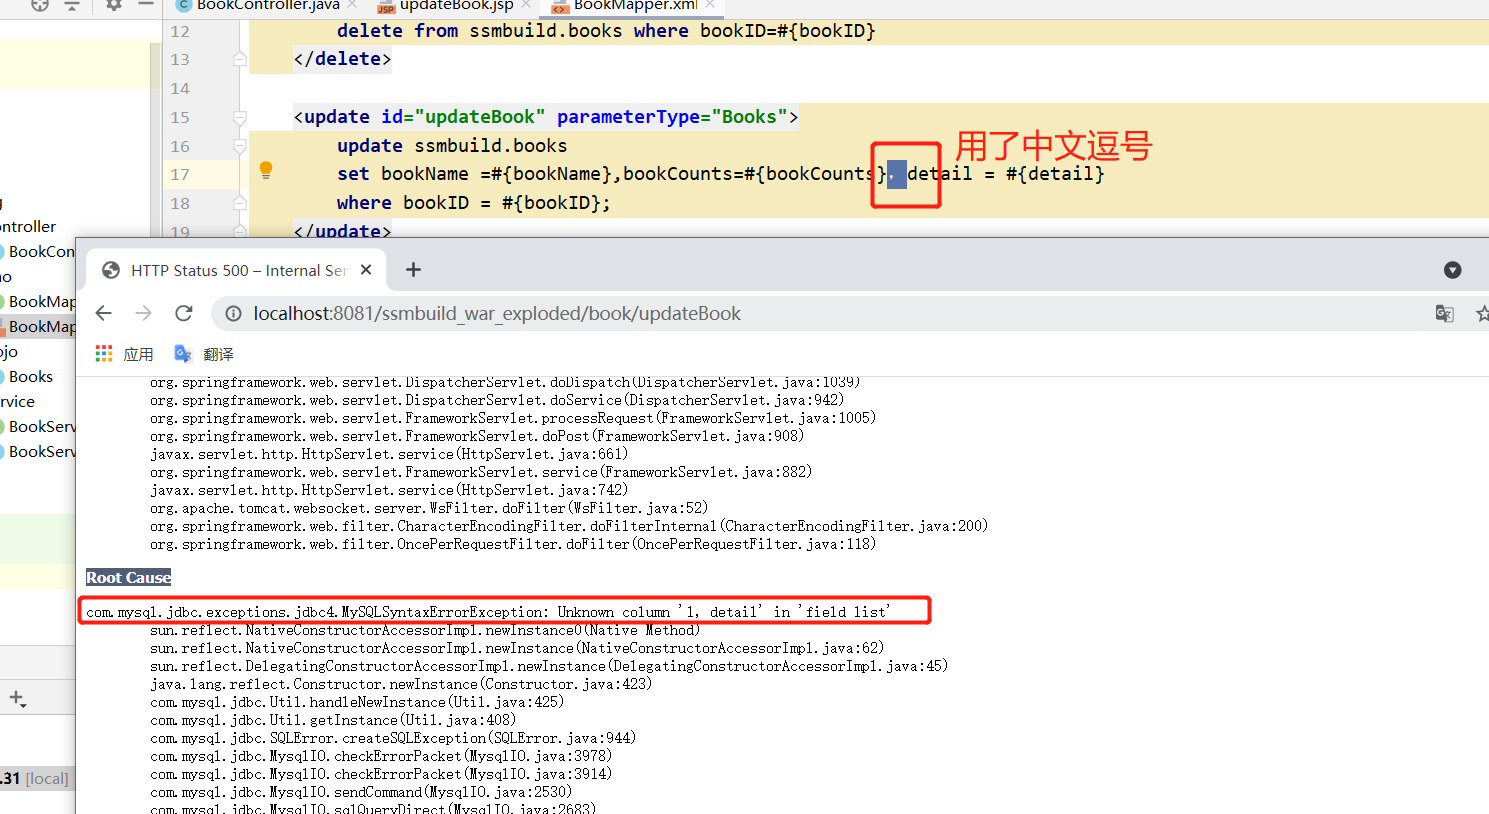 BookController.java
updateBook.jsp
BookMapper.xml
12 delete from ssmbuild.books where bookID=#{bookID}
13 </delete>
14
15 <update id="updateBook" parameterType="Books">
16 update ssmbuild.books
用了中文逗号
17 set bookName =#{bookName},bookCounts=#{bookCounts}，detail = #{detail}
18 where bookID = #{bookID};
19 </update>
ontroller
BookCon
BookMap
BookMap
ojo
Books
rvice
BookServ
BookServ
.31 [local]
HTTP Status 500 – Internal Ser
localhost:8081/ssmbuild_war_exploded/book/updateBook
应用
翻译
org.springframework.web.servlet.DispatcherServlet.doDispatch(DispatcherServlet.java:1039)
org.springframework.web.servlet.DispatcherServlet.doService(DispatcherServlet.java:942)
org.springframework.web.servlet.FrameworkServlet.processRequest(FrameworkServlet.java:1005)
org.springframework.web.servlet.FrameworkServlet.doPost(FrameworkServlet.java:908)
javax.servlet.http.HttpServlet.service(HttpServlet.java:661)
org.springframework.web.servlet.FrameworkServlet.service(FrameworkServlet.java:882)
javax.servlet.http.HttpServlet.service(HttpServlet.java:742)
org.apache.tomcat.websocket.server.WsFilter.doFilter(WsFilter.java:52)
org.springframework.web.filter.CharacterEncodingFilter.doFilterInternal(CharacterEncodingFilter.java:200)
org.springframework.web.filter.OncePerRequestFilter.doFilter(OncePerRequestFilter.java:118)
Root Cause
com.mysql.jdbc.exceptions.jdbc4.MySQLSyntaxErrorException: Unknown column '1，detail' in 'field list'
sun.reflect.NativeConstructorAccessorImpl.newInstance0(Native Method)
sun.reflect.NativeConstructorAccessorImpl.newInstance(NativeConstructorAccessorImpl.java:62)
sun.reflect.DelegatingConstructorAccessorImpl.newInstance(DelegatingConstructorAccessorImpl.java:45)
java.lang.reflect.Constructor.newInstance(Constructor.java:423)
com.mysql.jdbc.Util.handleNewInstance(Util.java:425)
com.mysql.jdbc.Util.getInstance(Util.java:408)
com.mysql.jdbc.SQLError.createSQLException(SQLError.java:944)
com.mysql.jdbc.MysqlIO.checkErrorPacket(MysqlIO.java:3978)
com.mysql.jdbc.MysqlIO.checkErrorPacket(MysqlIO.java:3914)
com.mysql.jdbc.MysqlIO.sendCommand(MysqlIO.java:2530)
com.mysql.jdbc.MysqlIO.sqlQueryDirect(MysqlIO.java:2683)